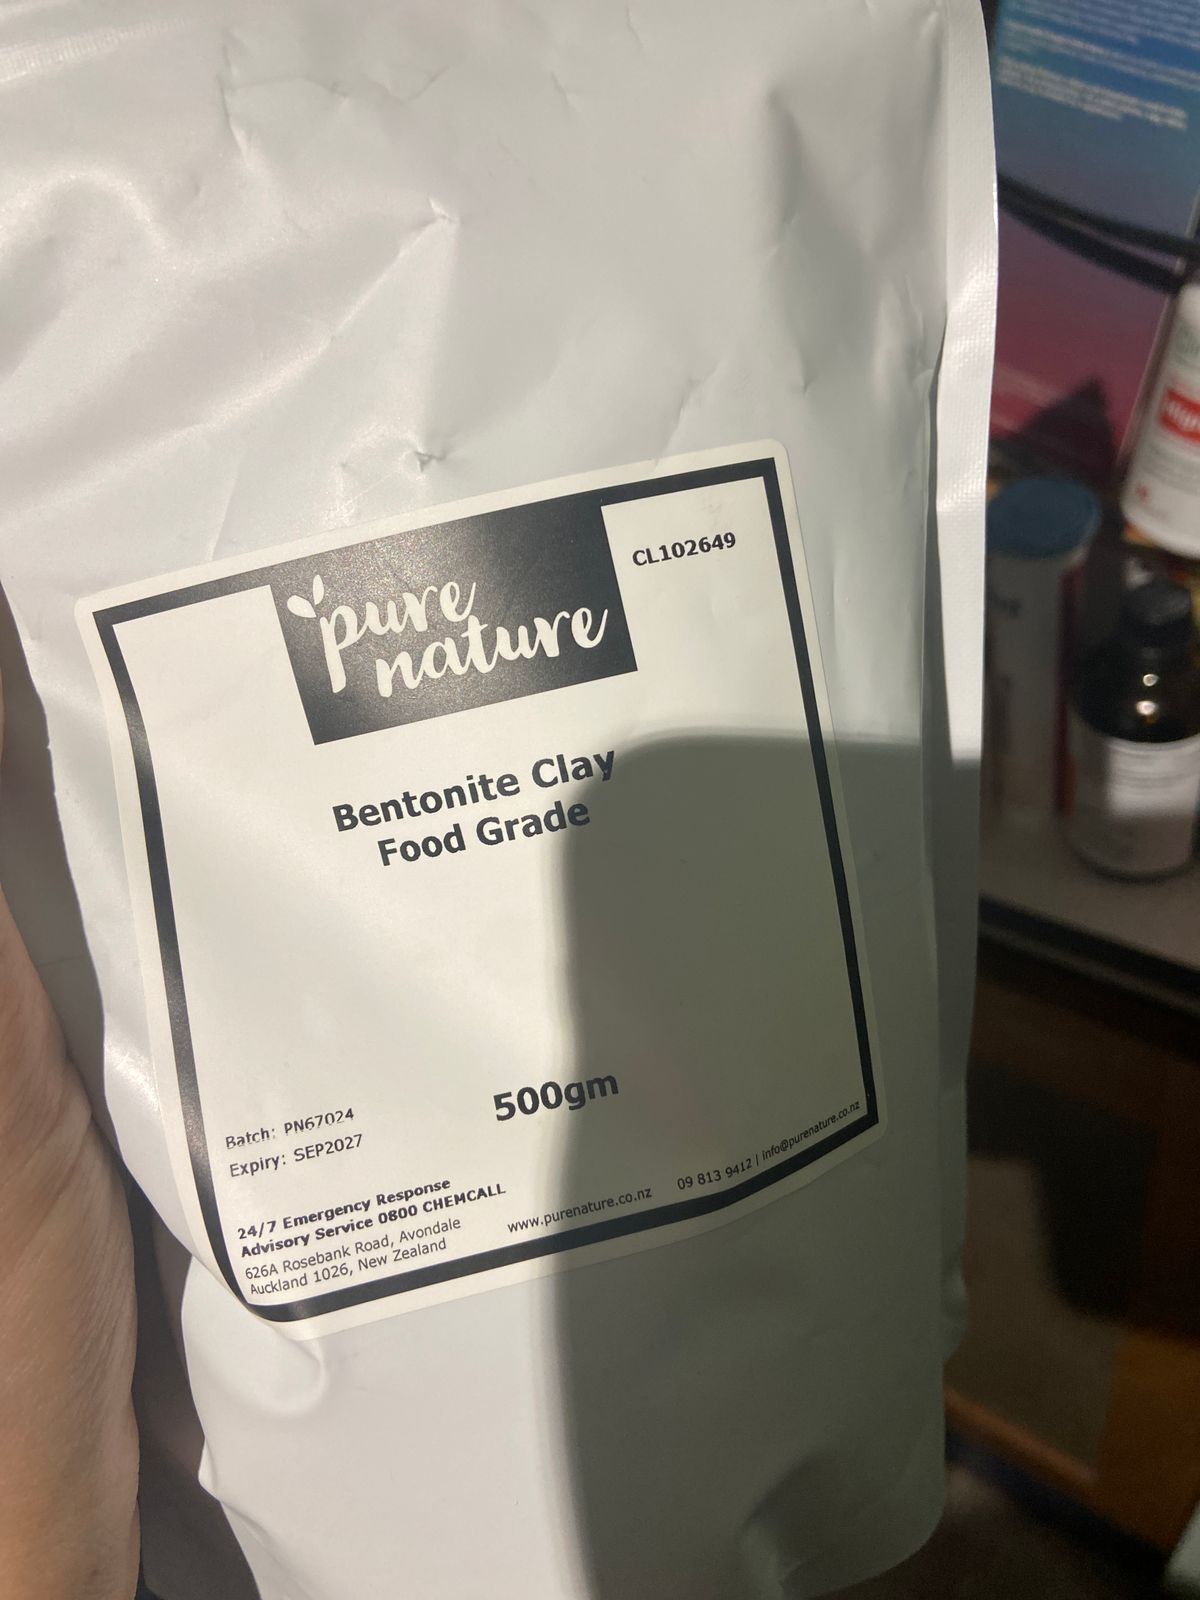 pure
nature
CL102649
Bentonite Clay
Food Grade
500gm
Batch: PN67024
Expiry: SEP2027
24/7 Emergency Response
Advisory Service 0800 CHEMCALL
626A Rosebank Road, Avondale
Auckland 1026, New Zealand
www.purenature.co.nz
09 813 9412 | info@purenature.co.nz